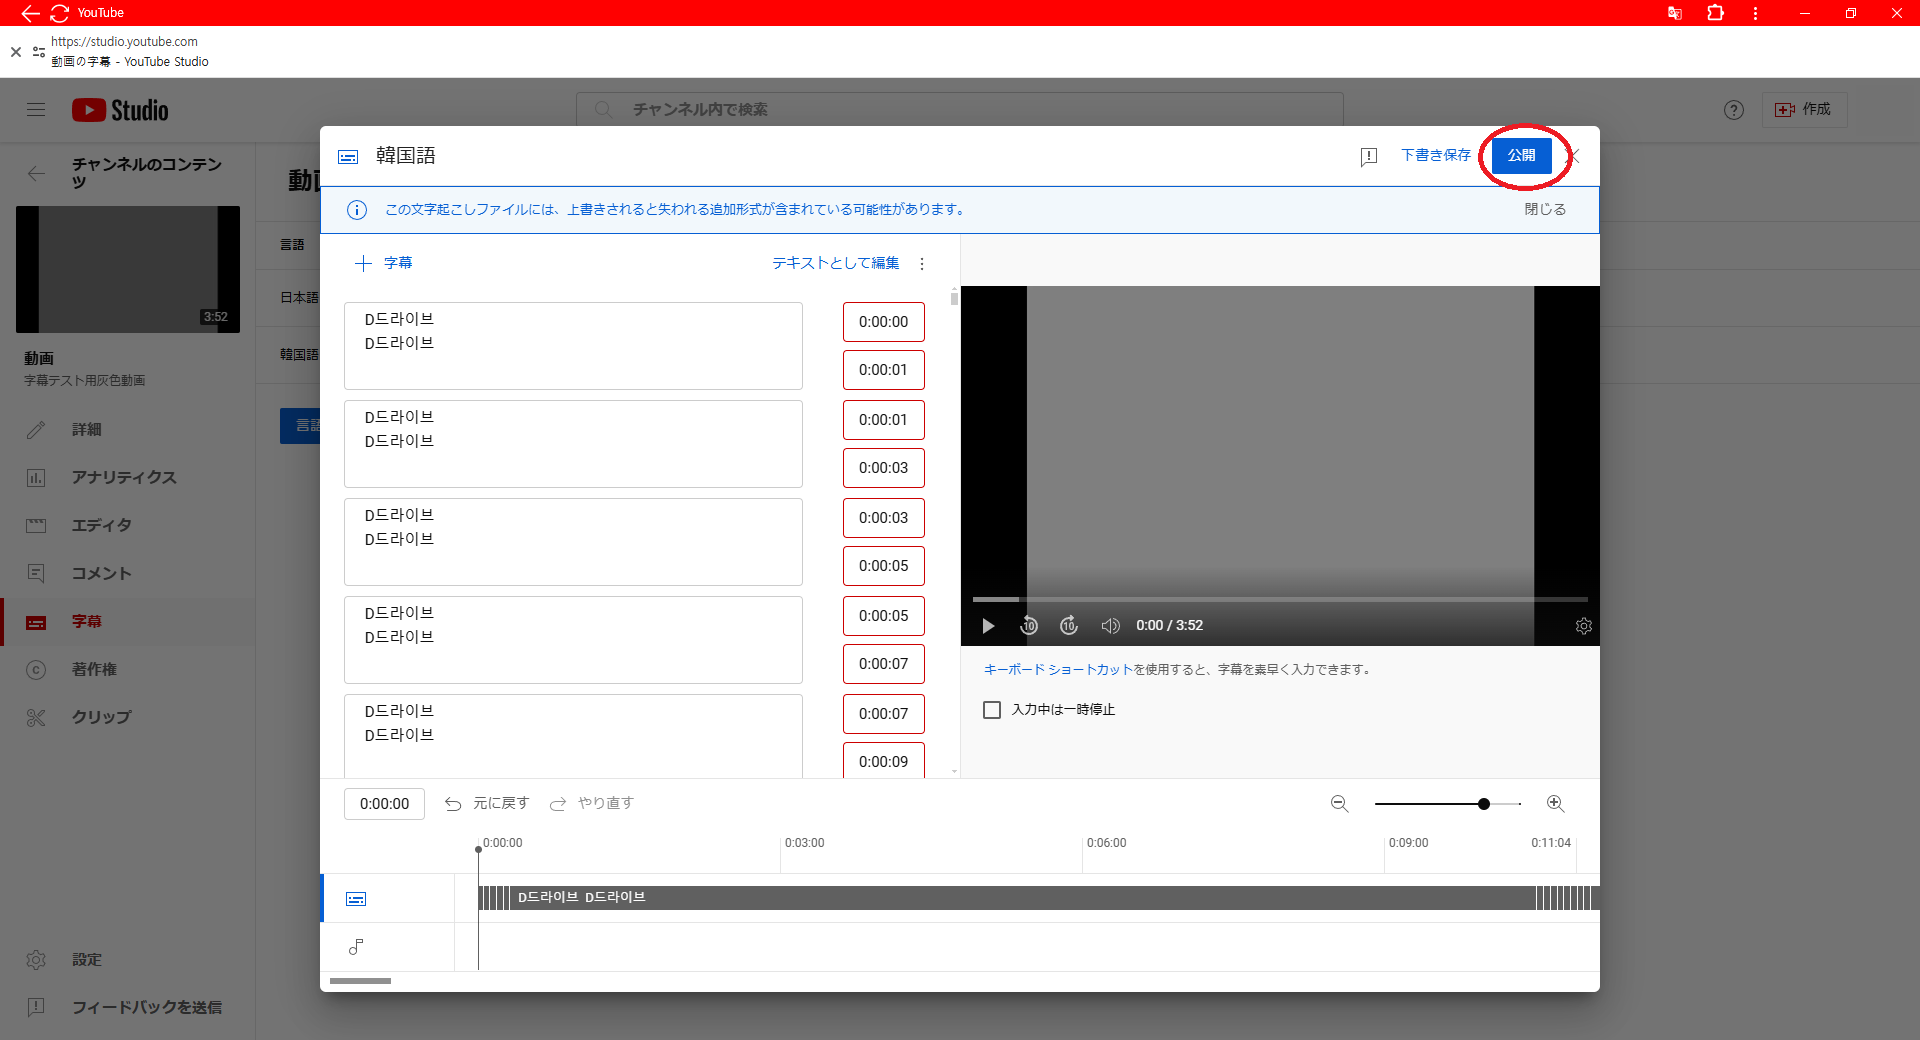 YouTube
https://studio.youtube.com
動画の字幕 - YouTube Studio
Studio
チャンネル内で検索
作成
チャンネルのコンテン
ツ
3:52
動画
字幕テスト用灰色動画
詳細
アナリティクス
エディタ
コメント
字幕
著作権
クリップ
設定
フィードバックを送信
動画
言語
日本語
韓国語
言語
韓国語
下書き保存
公開
この文字起こしファイルには、上書きされると失われる追加形式が含まれている可能性があります。
閉じる
字幕
テキストとして編集
D드라이브
D드라이브
0:00:00
0:00:01
D드라이브
D드라이브
0:00:01
0:00:03
D드라이브
D드라이브
0:00:03
0:00:05
D드라이브
D드라이브
0:00:05
0:00:07
D드라이브
D드라이브
0:00:07
0:00:09
10
10
0:00 / 3:52
キーボード ショートカットを使用すると、字幕を素早く入力できます。
入力中は一時停止
0:00:00
元に戻す
やり直す
0:00:00
0:03:00
0:06:00
0:09:00
0:11:04
D드라이브 D드라이브